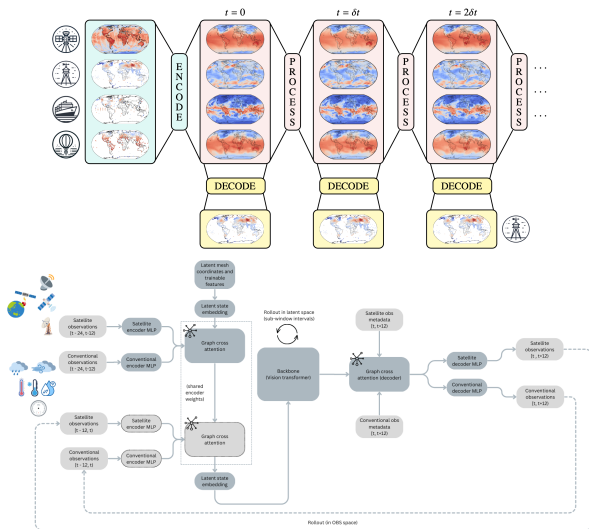 t = 0
t = δt
t = 2δt
ENCODE
PROCESS
PROCESS
PROCESS
...
...
...
DECODE
DECODE
DECODE
Latent mesh
coordinates and
trainable
features
Latent state
embedding
Satellite
observations
(t - 24, t-12)
Satellite
encoder MLP
Conventional
observations
(t - 24, t-12)
Conventional
encoder MLP
Graph cross
attention
(shared
encoder
weights)
Satellite
observations
(t - 12, t)
Satellite
encoder MLP
Conventional
observations
(t - 12, t)
Conventional
encoder MLP
Graph cross
attention
Latent state
embedding
Rollout in latent space
(sub-window intervals)
Backbone
(Vision transformer)
Satellite obs
metadata
(t, t+12)
Graph cross
attention (decoder)
Conventional obs
metadata
(t, t+12)
Satellite
decoder MLP
Conventional
decoder MLP
Satellite
observations
(t, t+12)
Conventional
observations
(t, t+12)
Rollout (in OBS space)